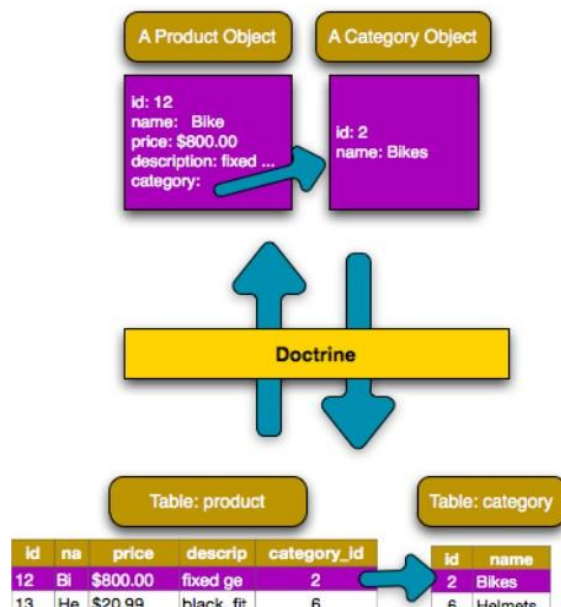 A Product Object
A Category Object
id: 12
name: Bike
price: $800.00
description: fixed ...
category:
id: 2
name: Bikes
Doctrine
Table: product
Table: category
id na price descrip category_id
12 Bi $800.00 fixed ge 2
13 He $20.99 black, fit 6
id name
2 Bikes
6 Helmets